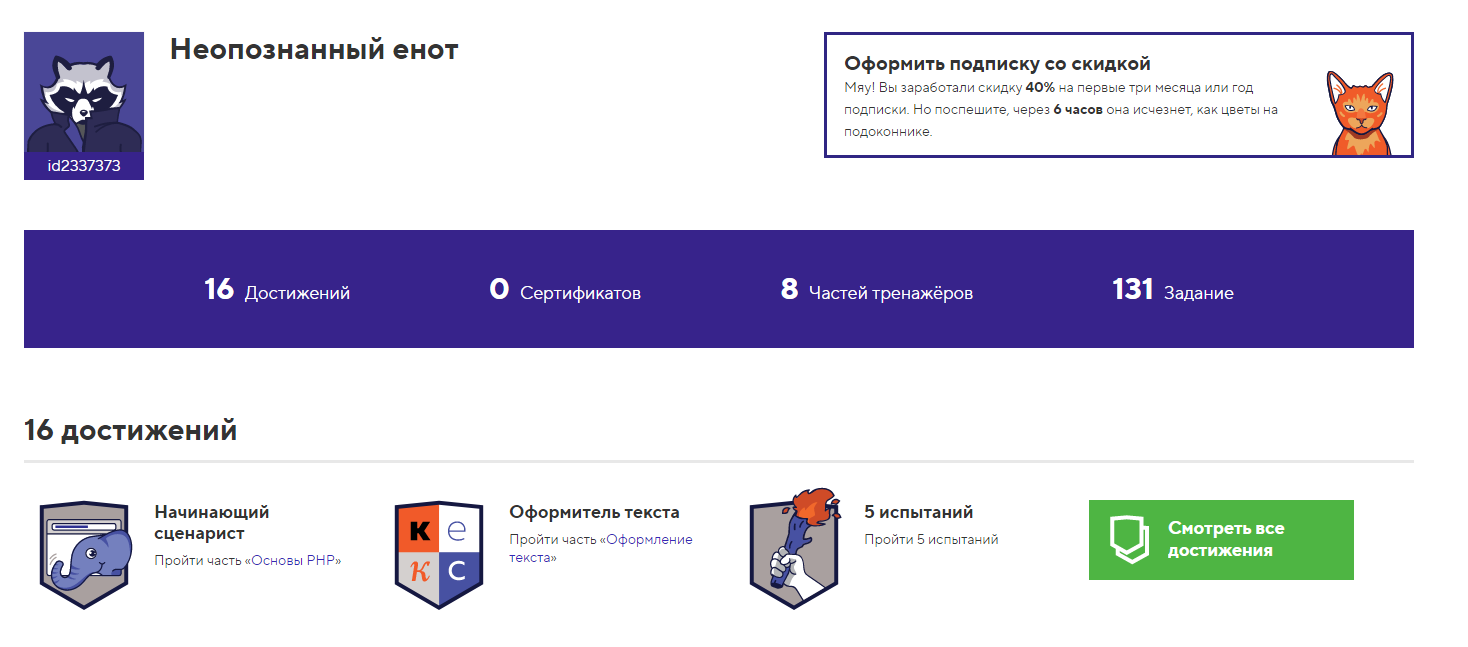 Неопознанный енот
id2337373
Оформить подписку со скидкой
Мяу! Вы заработали скидку 40% на первые три месяца или год
подписки. Но поспешите, через 6 часов она исчезнет, как цветы на
подоконнике.
16 Достижений
0 Сертификатов
8 Частей тренажёров
131 Задание
16 достижений
Начинающий
сценарист
Пройти часть «Основы PHP»
К е
К С
Оформитель текста
Пройти часть «Оформление
текста»
5 испытаний
Пройти 5 испытаний
Смотреть все
достижения